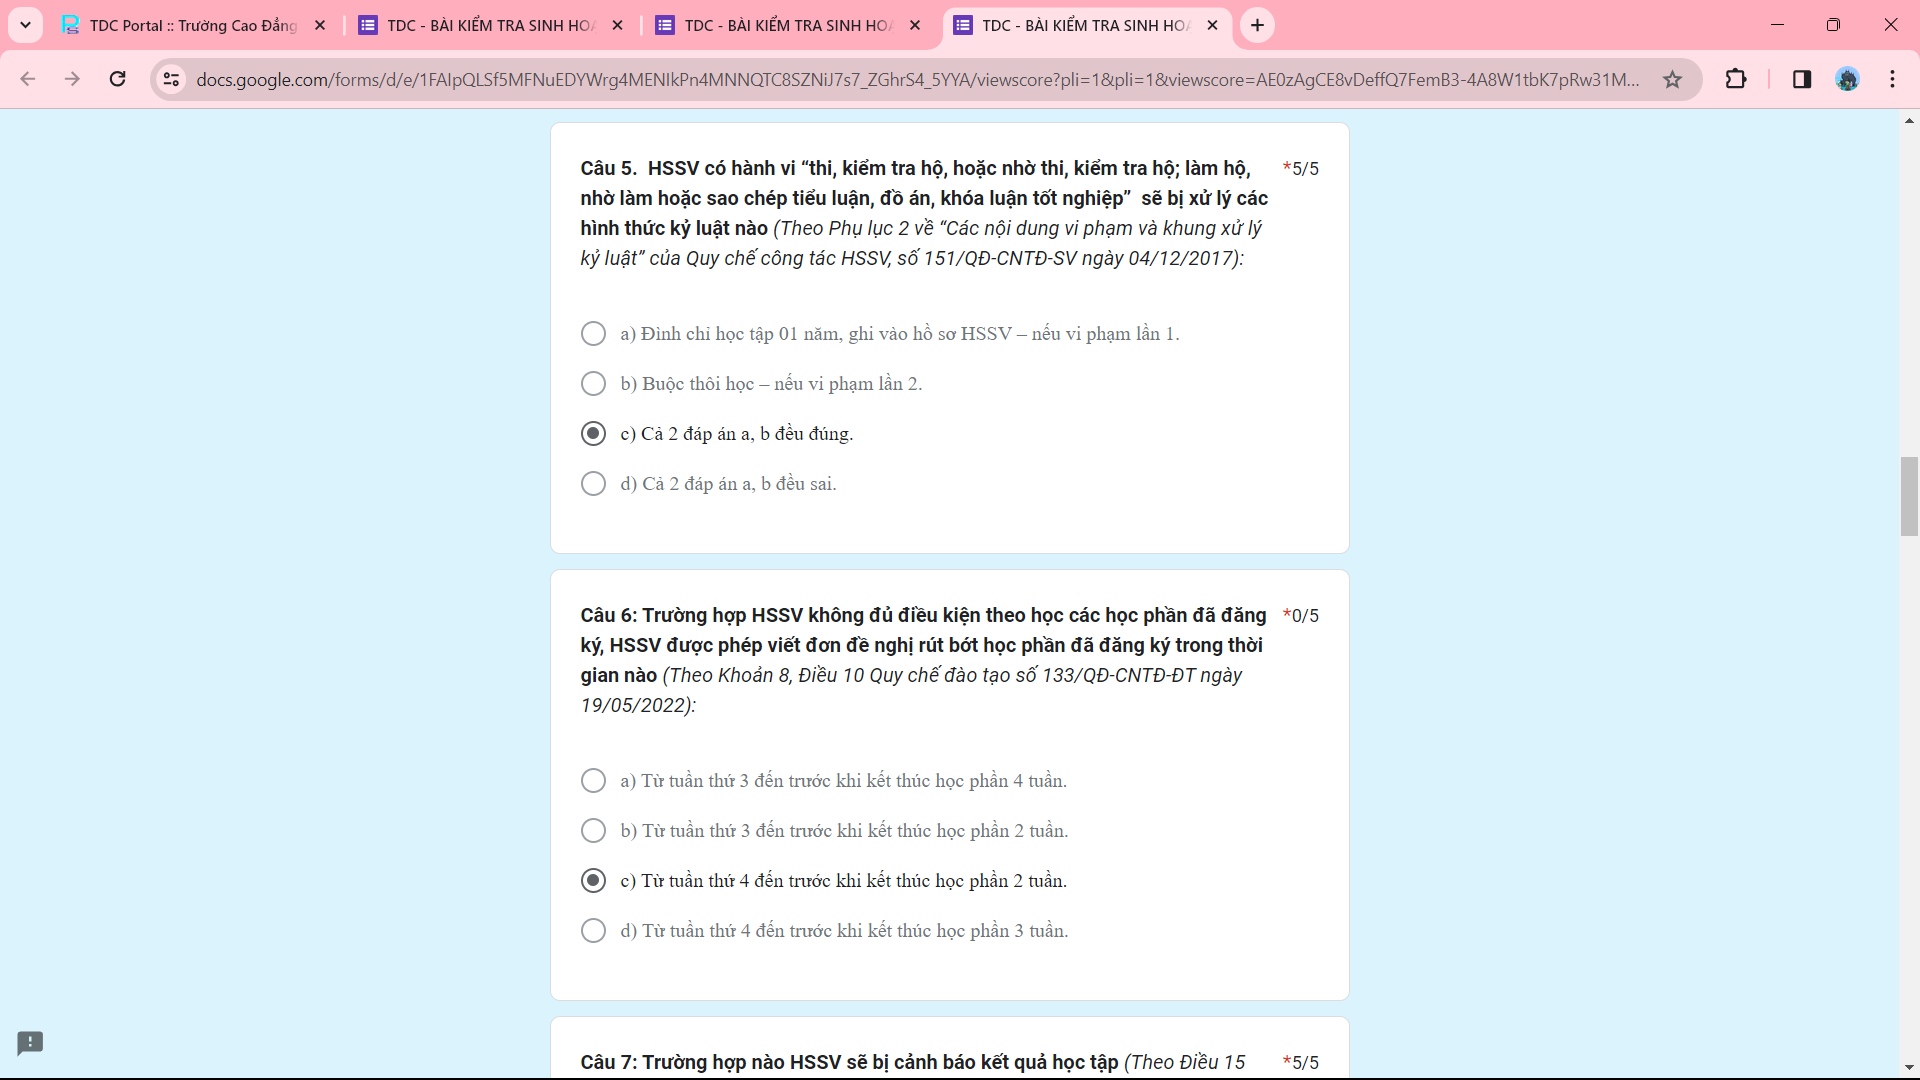 TDC Portal :: Trường Cao Đẳng
TDC - BÀI KIỂM TRA SINH HOẠ
TDC - BÀI KIỂM TRA SINH HOẠ
TDC - BÀI KIỂM TRA SINH HOẠ
docs.google.com/forms/d/e/1FAIpQLSf5MFNuEDYWrg4MENIkPn4MNNQTC8SZNiJ7s7_ZGhrS4_5YYA/viewscore?pli=1&pli=1&viewscore=AE0zAgCE8vDeffQ7FemB3-4A8W1tbK7pRw31M...
Câu 5. HSSV có hành vi “thi, kiểm tra hộ, hoặc nhờ thi, kiểm tra hộ; làm hộ, *5/5
nhờ làm hoặc sao chép tiểu luận, đồ án, khóa luận tốt nghiệp” sẽ bị xử lý các
hình thức kỷ luật nào (Theo Phụ lục 2 về “Các nội dung vi phạm và khung xử lý
kỷ luật” của Quy chế công tác HSSV, số 151/QĐ-CNTĐ-SV ngày 04/12/2017):
a) Đình chỉ học tập 01 năm, ghi vào hồ sơ HSSV – nếu vi phạm lần 1.
b) Buộc thôi học – nếu vi phạm lần 2.
c) Cả 2 đáp án a, b đều đúng.
d) Cả 2 đáp án a, b đều sai.
Câu 6: Trường hợp HSSV không đủ điều kiện theo học các học phần đã đăng *0/5
ký, HSSV được phép viết đơn đề nghị rút bớt học phần đã đăng ký trong thời
gian nào (Theo Khoản 8, Điều 10 Quy chế đào tạo số 133/QĐ-CNTĐ-ĐT ngày
19/05/2022):
a) Từ tuần thứ 3 đến trước khi kết thúc học phần 4 tuần.
b) Từ tuần thứ 3 đến trước khi kết thúc học phần 2 tuần.
c) Từ tuần thứ 4 đến trước khi kết thúc học phần 2 tuần.
d) Từ tuần thứ 4 đến trước khi kết thúc học phần 3 tuần.
Câu 7: Trường hợp nào HSSV sẽ bị cảnh báo kết quả học tập (Theo Điều 15 *5/5